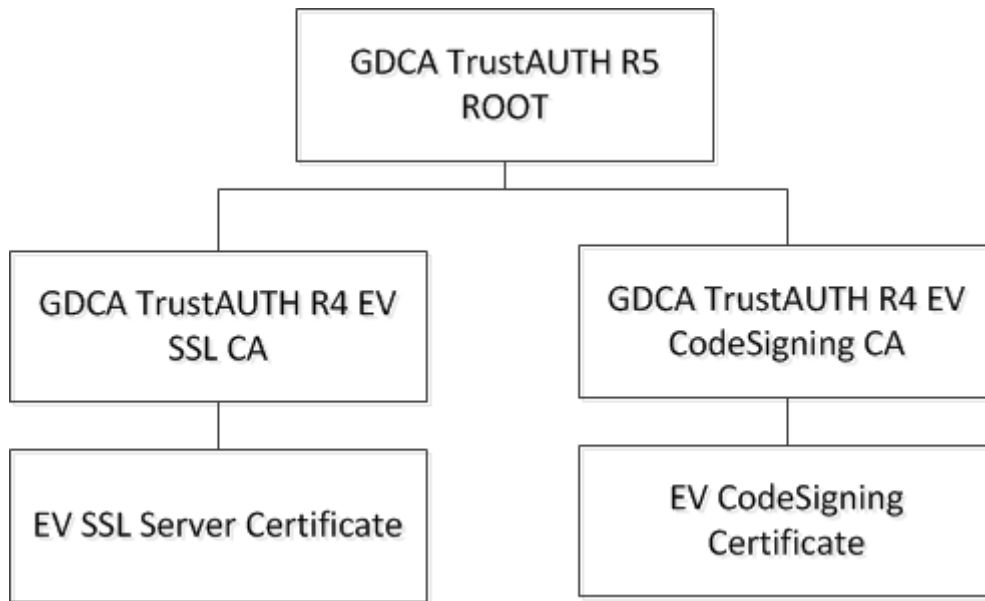 GDCA TrustAUTH R5
ROOT
GDCA TrustAUTH R4 EV
SSL CA
GDCA TrustAUTH R4 EV
CodeSigning CA
EV SSL Server Certificate
EV CodeSigning
Certificate